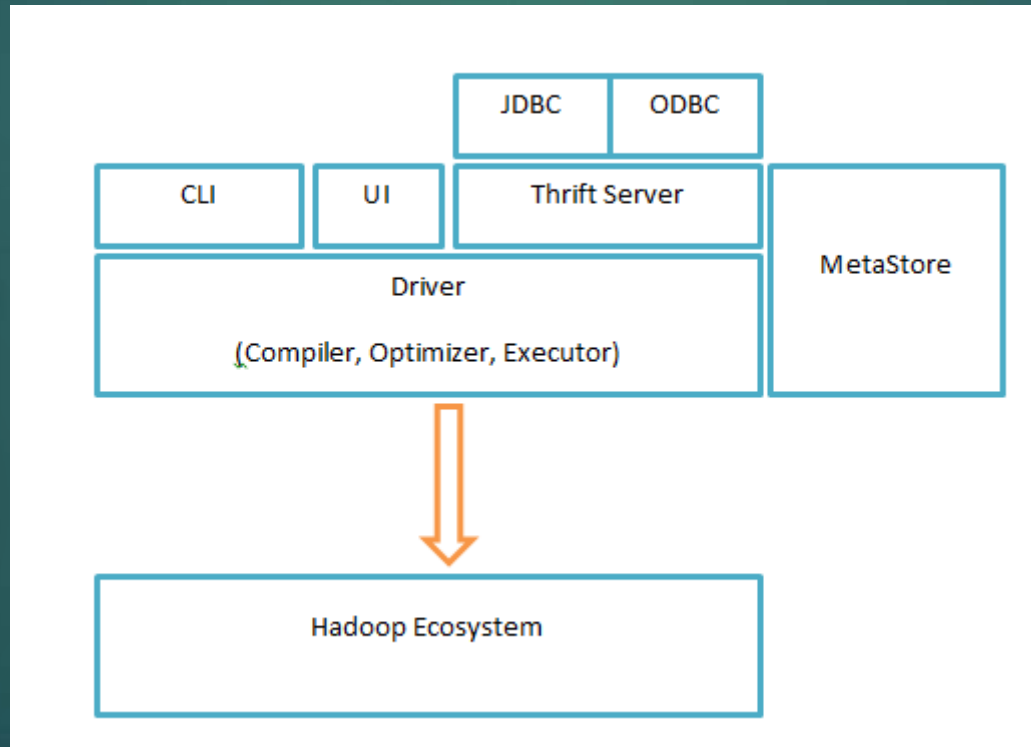 JDBC
ODBC
CLI
UI
Thrift Server
MetaStore
Driver
(Compiler, Optimizer, Executor)
Hadoop Ecosystem